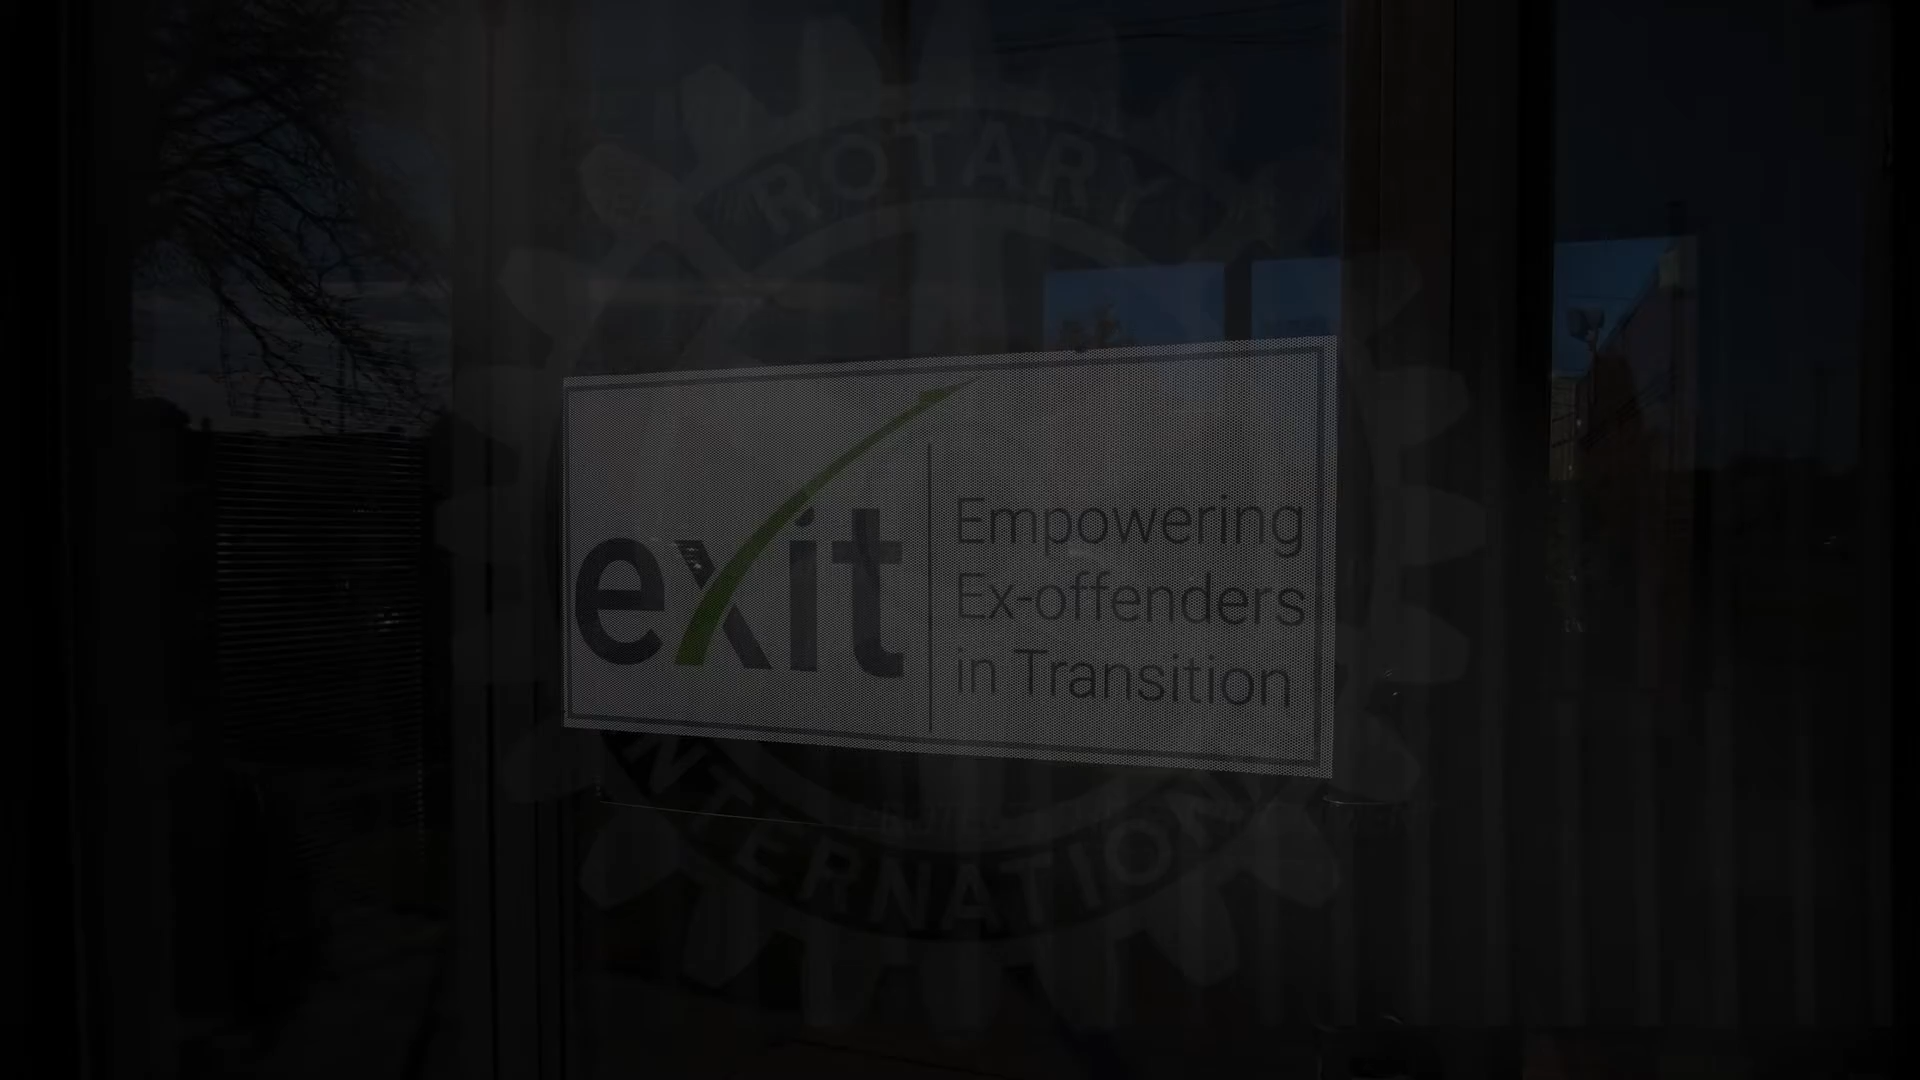 ROTARY
exit
Empowering
Ex-offenders
in Transition
INTERNATIONAL